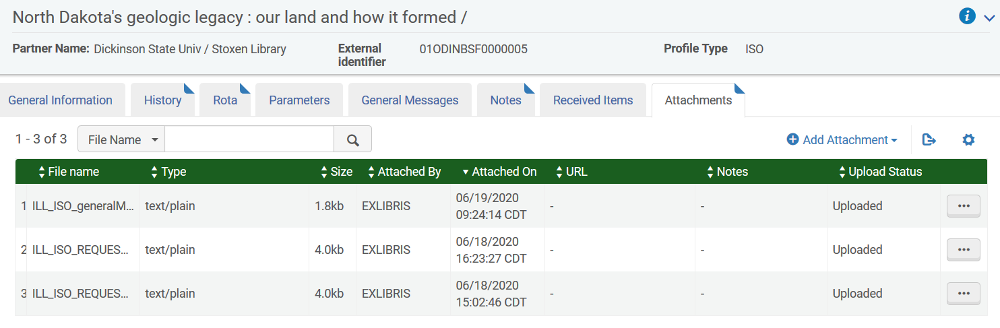 North Dakota's geologic legacy : our land and how it formed /
Partner Name: Dickinson State Univ / Stoxen Library External identifier 01ODINBSF0000005 Profile Type ISO
General Information History Rota Parameters General Messages Notes Received Items Attachments
1 - 3 of 3 File Name Add Attachment
File name Type Size Attached By Attached On URL Notes Upload Status
1 ILL_ISO_generalM... text/plain 1.8kb EXLIBRIS 06/19/2020 09:24:14 CDT - - Uploaded
2 ILL_ISO_REQUES... text/plain 4.0kb EXLIBRIS 06/18/2020 16:23:27 CDT - - Uploaded
3 ILL_ISO_REQUES... text/plain 4.0kb EXLIBRIS 06/18/2020 15:02:46 CDT - - Uploaded